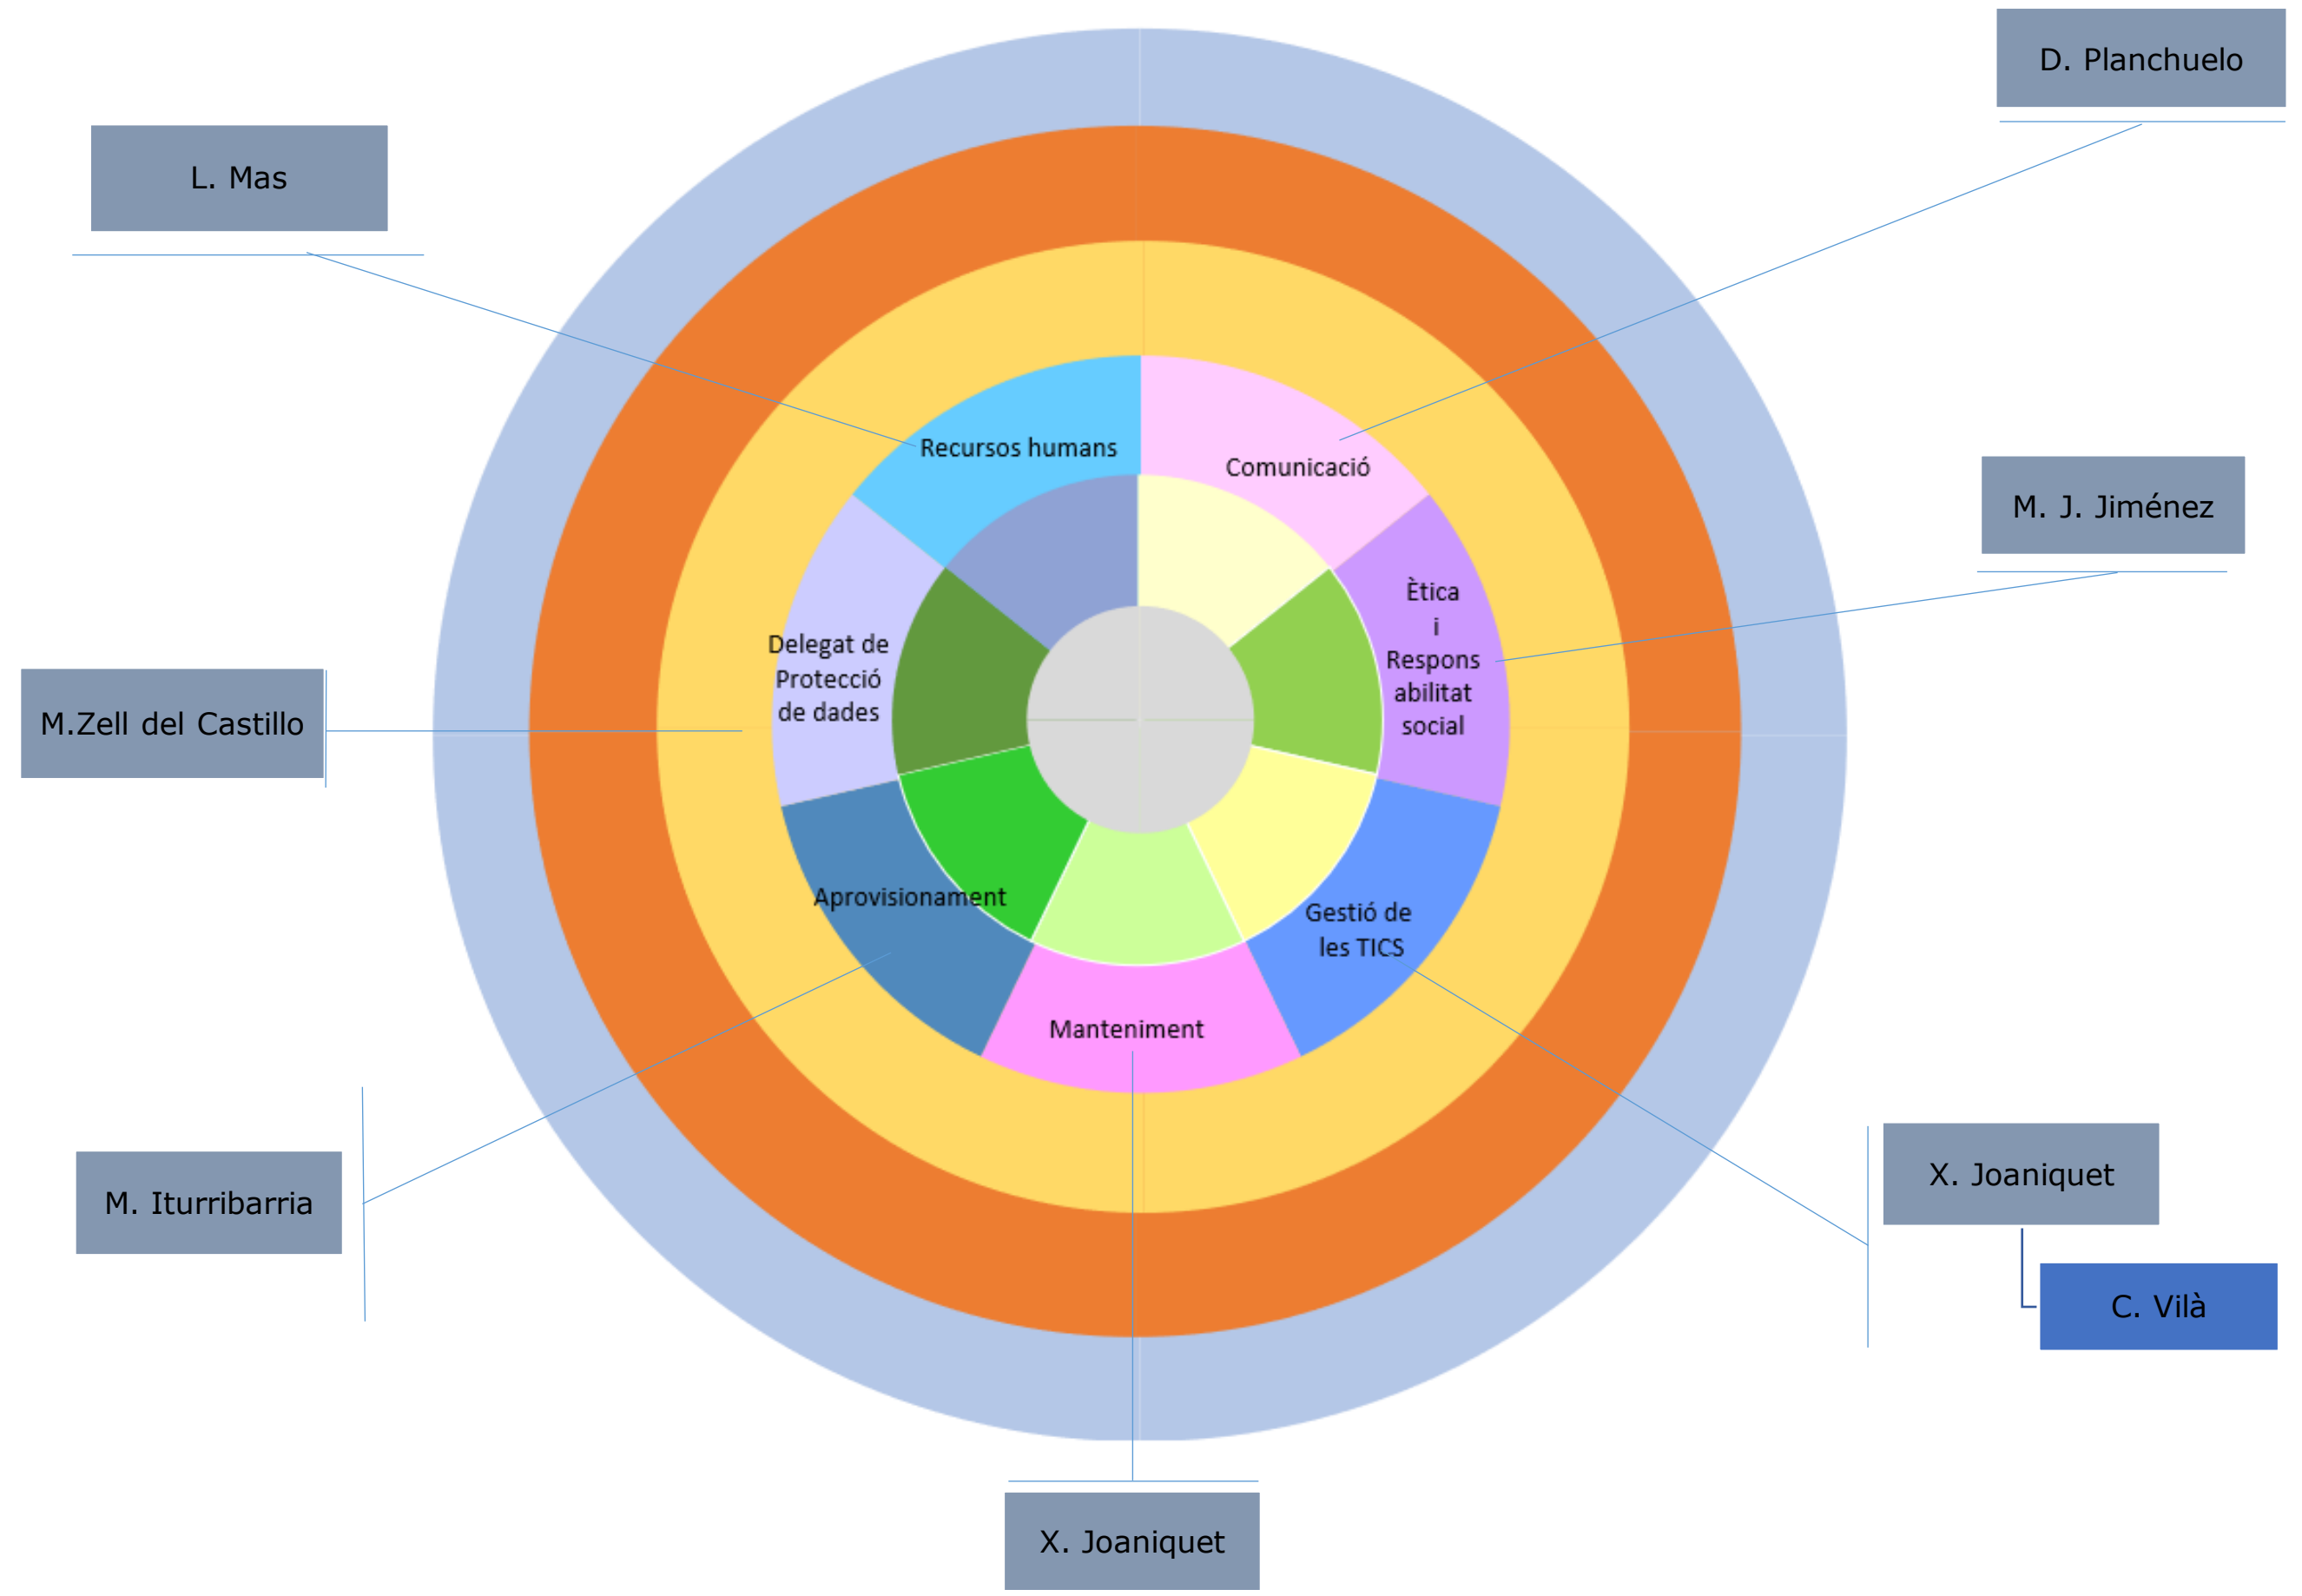 D. Planchuelo
L. Mas
Recursos humans
Comunicació
M. J. Jiménez
Ètica
i
Respons
abilitat
social
Delegat de
Protecció
de dades
M.Zell del Castillo
Aprovisionament
Gestió de
les TICS
Manteniment
M. Iturribarria
X. Joaniquet
C. Vilà
X. Joaniquet